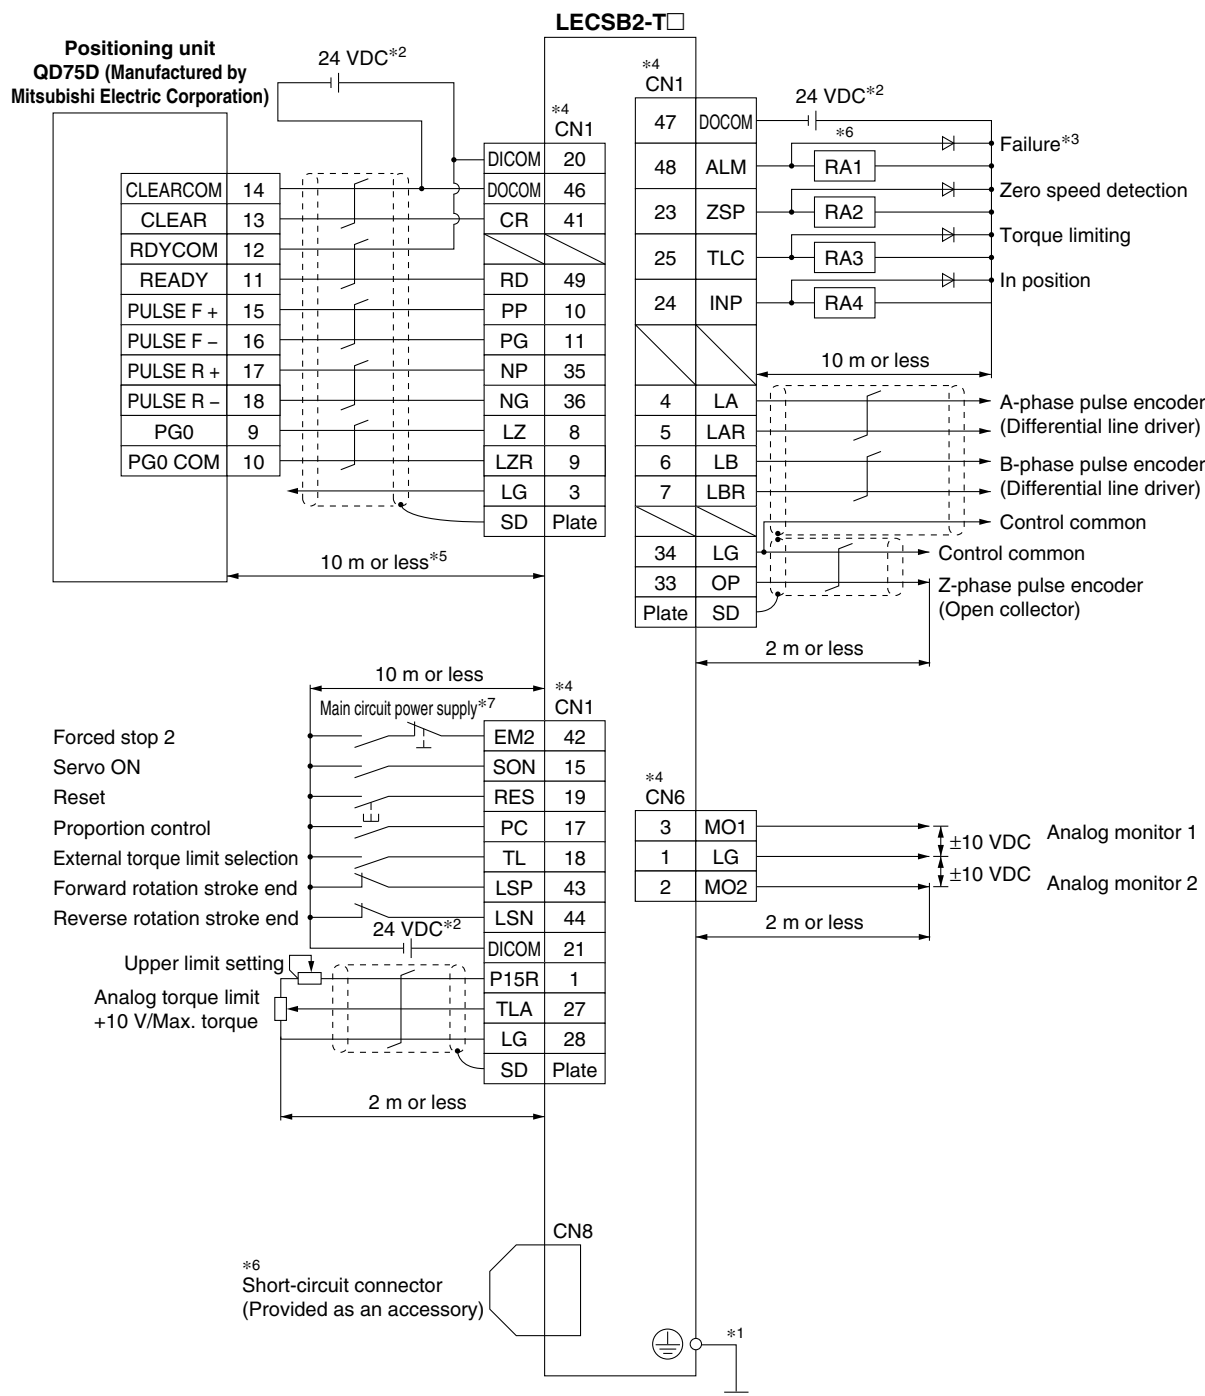 LECSB2-T□
Positioning unit
QD75D (Manufactured by
Mitsubishi Electric Corporation)
24 VDC*2
*4
CN1
DICOM 20
CLEARCOM 14 DOCOM 46
CLEAR 13 CR 41
RDYCOM 12
READY 11 RD 49
PULSE F + 15 PP 10
PULSE F − 16 PG 11
PULSE R + 17 NP 35
PULSE R − 18 NG 36
PG0 9 LZ 8
PG0 COM 10 LZR 9
LG 3
SD Plate
10 m or less*5
*4
CN1
24 VDC*2
47 DOCOM
*6
Failure*3
48 ALM RA1
Zero speed detection
23 ZSP RA2
Torque limiting
25 TLC RA3
In position
24 INP RA4
10 m or less
4 LA A-phase pulse encoder
5 LAR (Differential line driver)
6 LB B-phase pulse encoder
7 LBR (Differential line driver)
Control common
34 LG Control common
33 OP Z-phase pulse encoder
(Open collector)
Plate SD
2 m or less
10 m or less
*4
CN1
Main circuit power supply*7
Forced stop 2 EM2 42
Servo ON SON 15
Reset RES 19
Proportion control PC 17
External torque limit selection TL 18
Forward rotation stroke end LSP 43
Reverse rotation stroke end LSN 44
24 VDC*2
DICOM 21
Upper limit setting P15R 1
Analog torque limit
+10 V/Max. torque
TLA 27
LG 28
SD Plate
2 m or less
*4
CN6
3 MO1 Analog monitor 1
±10 VDC
1 LG
±10 VDC
2 MO2 Analog monitor 2
2 m or less
CN8
*6
Short-circuit connector
(Provided as an accessory)
*1